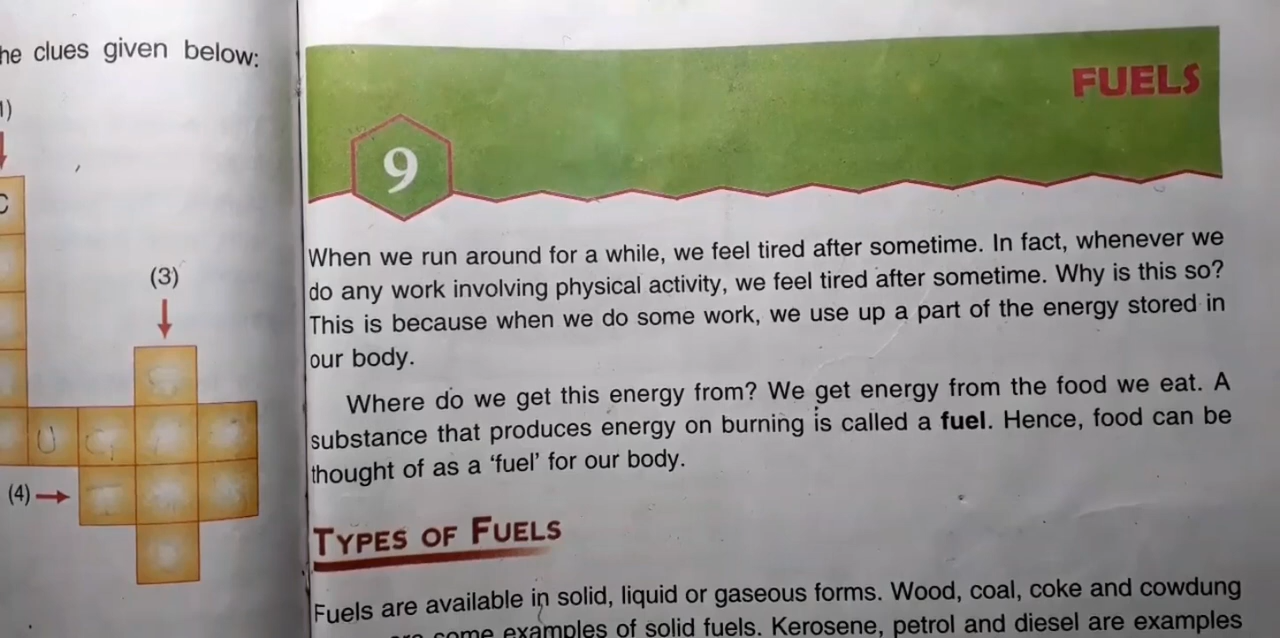 he clues given below:
(3)
U
(4)
FUELS
9
When we run around for a while, we feel tired after sometime. In fact, whenever we
do any work involving physical activity, we feel tired after sometime. Why is this so?
This is because when we do some work, we use up a part of the energy stored in
our body.
Where do we get this energy from? We get energy from the food we eat. A
substance that produces energy on burning is called a fuel. Hence, food can be
thought of as a ‘fuel’ for our body.
TYPES OF FUELS
Fuels are available in solid, liquid or gaseous forms. Wood, coal, coke and cowdung
some examples of solid fuels. Kerosene, petrol and diesel are examples